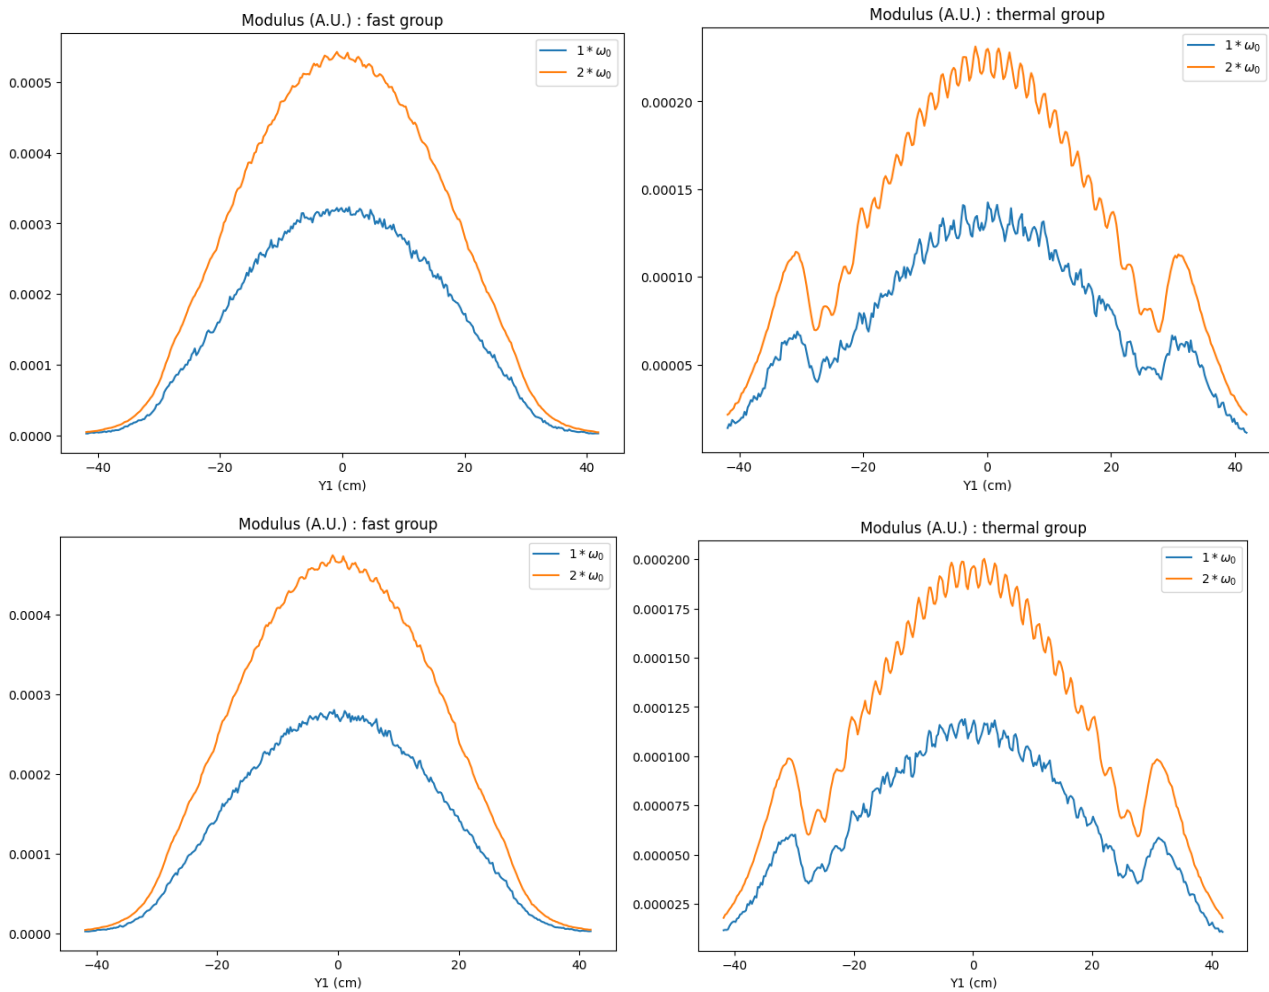 Modulus (A.U.) : fast group
1 * ω₀
2 * ω₀
0.0005
0.0004
0.0003
0.0002
0.0001
0.0000
−40 −20 0 20 40
Y1 (cm)
Modulus (A.U.) : thermal group
1 * ω₀
2 * ω₀
0.00020
0.00015
0.00010
0.00005
−40 −20 0 20 40
Y1 (cm)
Modulus (A.U.) : fast group
1 * ω₀
2 * ω₀
0.0004
0.0003
0.0002
0.0001
0.0000
−40 −20 0 20 40
Y1 (cm)
Modulus (A.U.) : thermal group
1 * ω₀
2 * ω₀
0.000200
0.000175
0.000150
0.000125
0.000100
0.000075
0.000050
0.000025
−40 −20 0 20 40
Y1 (cm)